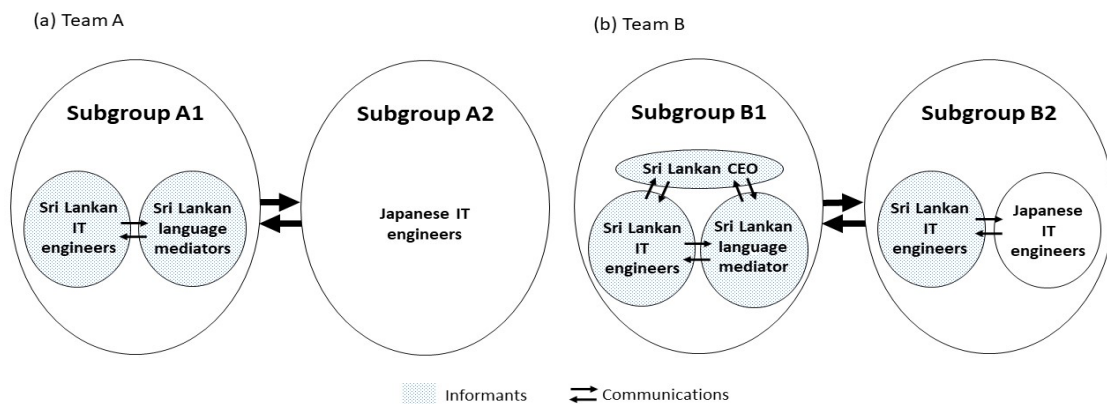 (a) Team A
Subgroup A1
Sri Lankan
IT
engineers
Sri Lankan
language
mediators
Subgroup A2
Japanese IT
engineers
(b) Team B
Subgroup B1
Sri Lankan CEO
Sri Lankan
IT
engineers
Sri Lankan
language
mediator
Subgroup B2
Sri Lankan
IT
engineers
Japanese
IT
engineers
Informants
Communications